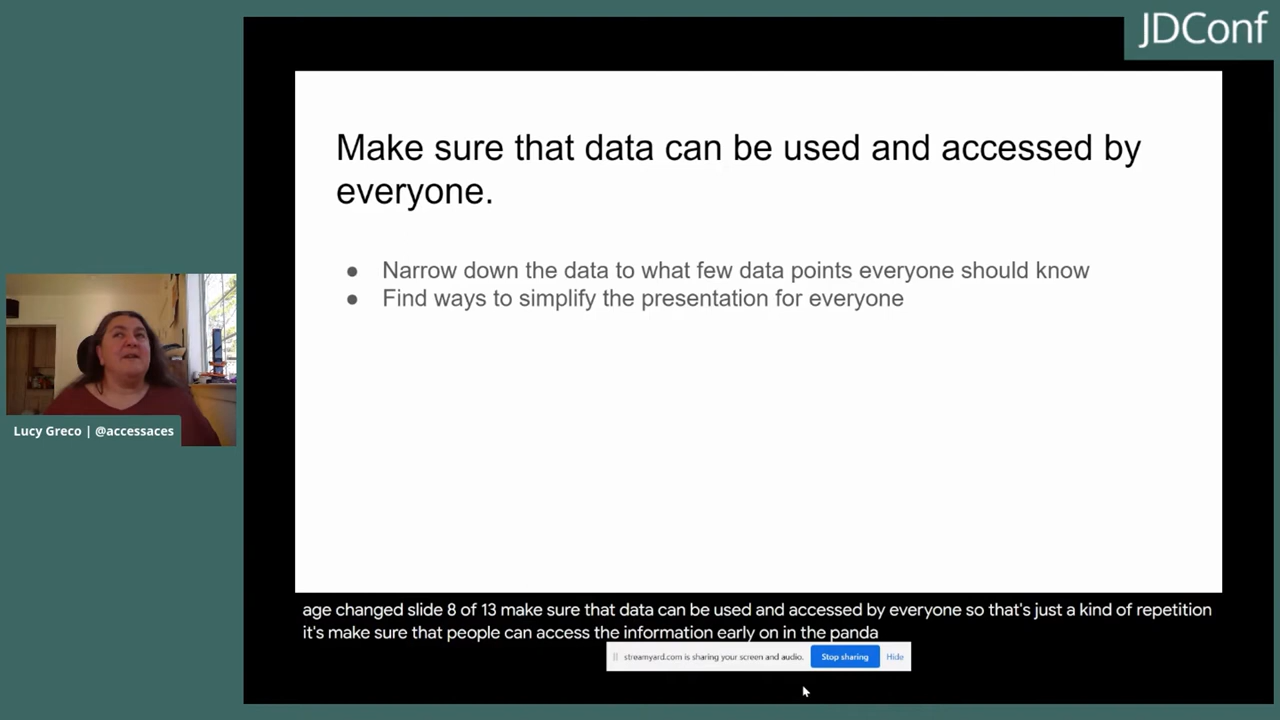 JDConf
Make sure that data can be used and accessed by
everyone.
● Narrow down the data to what few data points everyone should know
● Find ways to simplify the presentation for everyone
Lucy Greco | @accessaces
age changed slide 8 of 13 make sure that data can be used and accessed by everyone so that's just a kind of repetition
it's make sure that people can access the information early on in the panda
streamyard.com is sharing your screen and audio. Stop sharing Hide